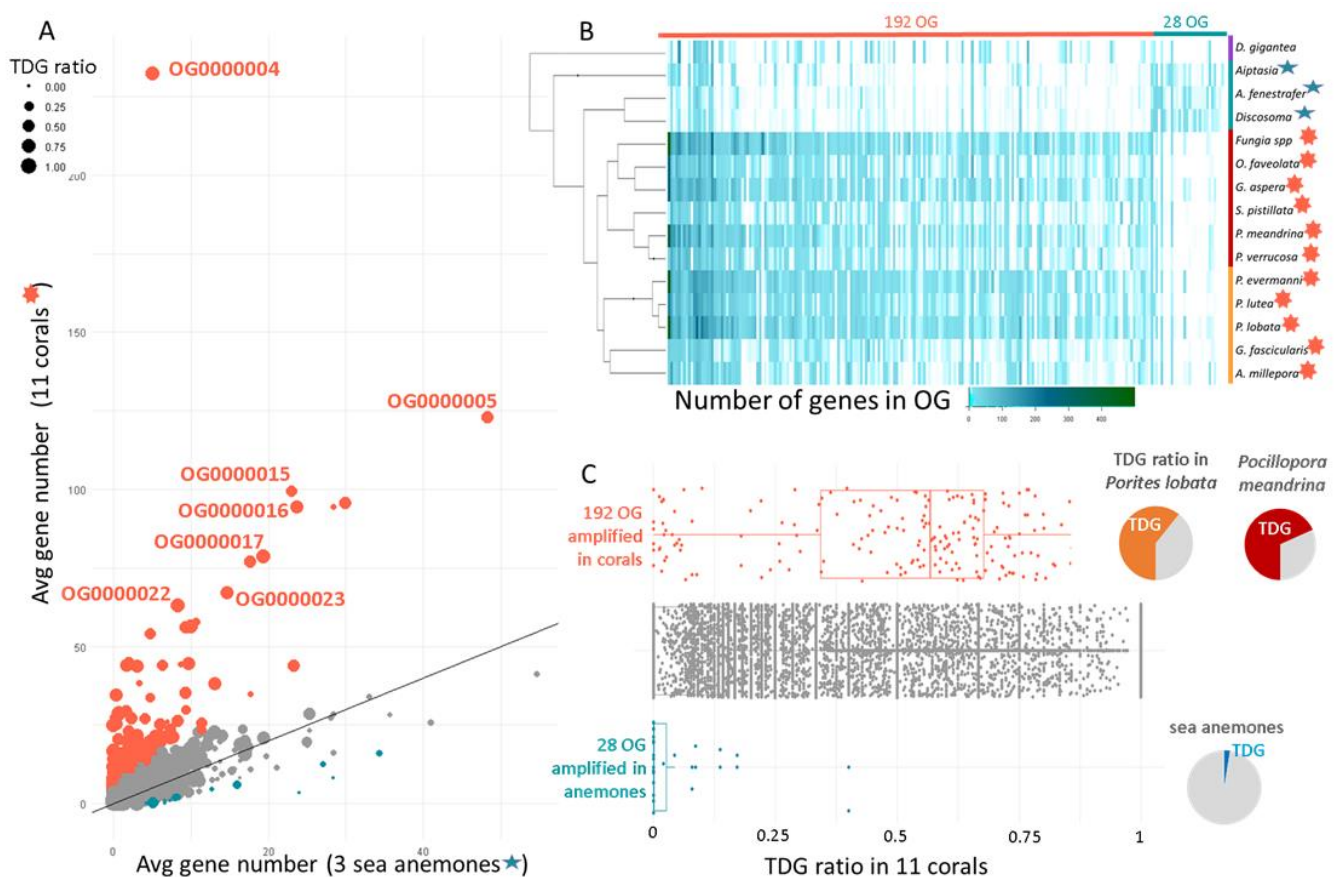 A
TDG ratio
0.00
0.25
0.50
0.75
1.00
OG0000004
OG0000005
OG0000015
OG0000016
OG0000017
OG0000022
OG0000023
200
150
100
50
0
Avg gene number (11 corals )
0
20
40
Avg gene number (3 sea anemones )
B
192 OG
28 OG
D. gigantea
Aiptasia
A. fenestrafer
Discosoma
Fungia spp
O. faveolata
G. aspera
S. pistillata
P. meandrina
P. verrucosa
P. evermanni
P. lutea
P. lobata
G. fascicularis
A. millepora
Number of genes in OG
0 100 200 300 400
C
192 OG
amplified
in corals
28 OG
amplified in
anemones
TDG ratio in
Porites lobata
TDG
Pocillopora
meandrina
TDG
sea anemones
TDG
0 0.25 0.5 0.75 1
TDG ratio in 11 corals